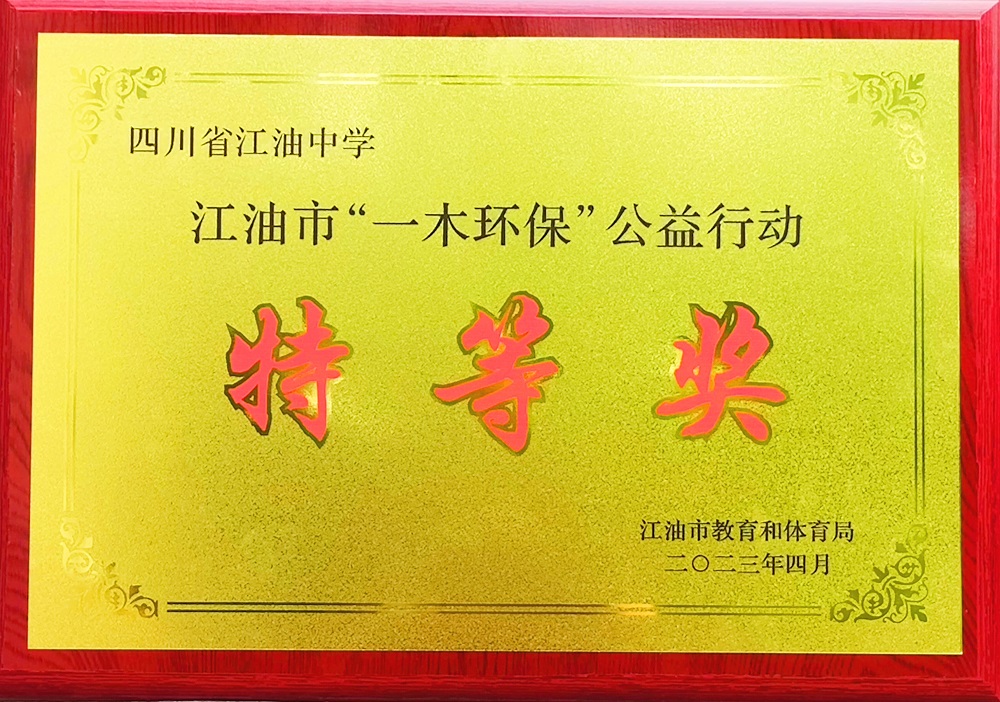 四川省江油中学
江油市“一木环保”公益行动
特等奖
江油市教育和体育局
二〇二三年四月